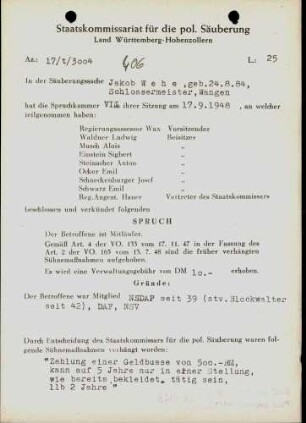 Staatskommissariat für die pol. Säuberung
Land Württemberg-Hohenzollern
Az.: 17/t/3004
406
L: 25
In der Säuberungssache Jakob Wehe, geb.24.8.84,
Schlossermeister, Wangen
hat die Spruchkammer VII in ihrer Sitzung am 17.9.1948, an welcher
teilgenommen haben:
Regierungsassessor Wax Vorsitzender
Waldner Ludwig Beisitzer
Musch Alois "
Einstein Sigbert "
Steinacher Anton "
Osker Emil "
Schneckenburger Josef "
Schwarz Emil "
Reg.Angest. Hauer Vertreter des Staatskommissers
beschlossen und verkündet folgenden
SPRUCH
Der Betroffene ist Mitläufer.
Gemäß Art. 4 der VO. 133 vom 17. 11. 47 in der Fassung des
Art. 2 der VO. 165 vom 13. 7. 48 sind die früher verhängten
Sühnemaßnahmen aufgehoben.
Es wird eine Verwaltungsgebühr von DM 10.- erhoben.
Gründe:
Der Betroffene war Mitglied NSDAP seit 39 (stv.Blockwalter
seit 42), DAF, NSV
Durch Entscheidung des Staatskommissars für die pol. Säuberung waren fol-
gende Sühnemaßnahmen verhängt worden:
"Zahlung einer Geldbusse von 500.-RM,
kann auf 5 Jahre nur in einer Stellung,
wie bereits bekleidet, tätig sein,
llb 2 Jahre"